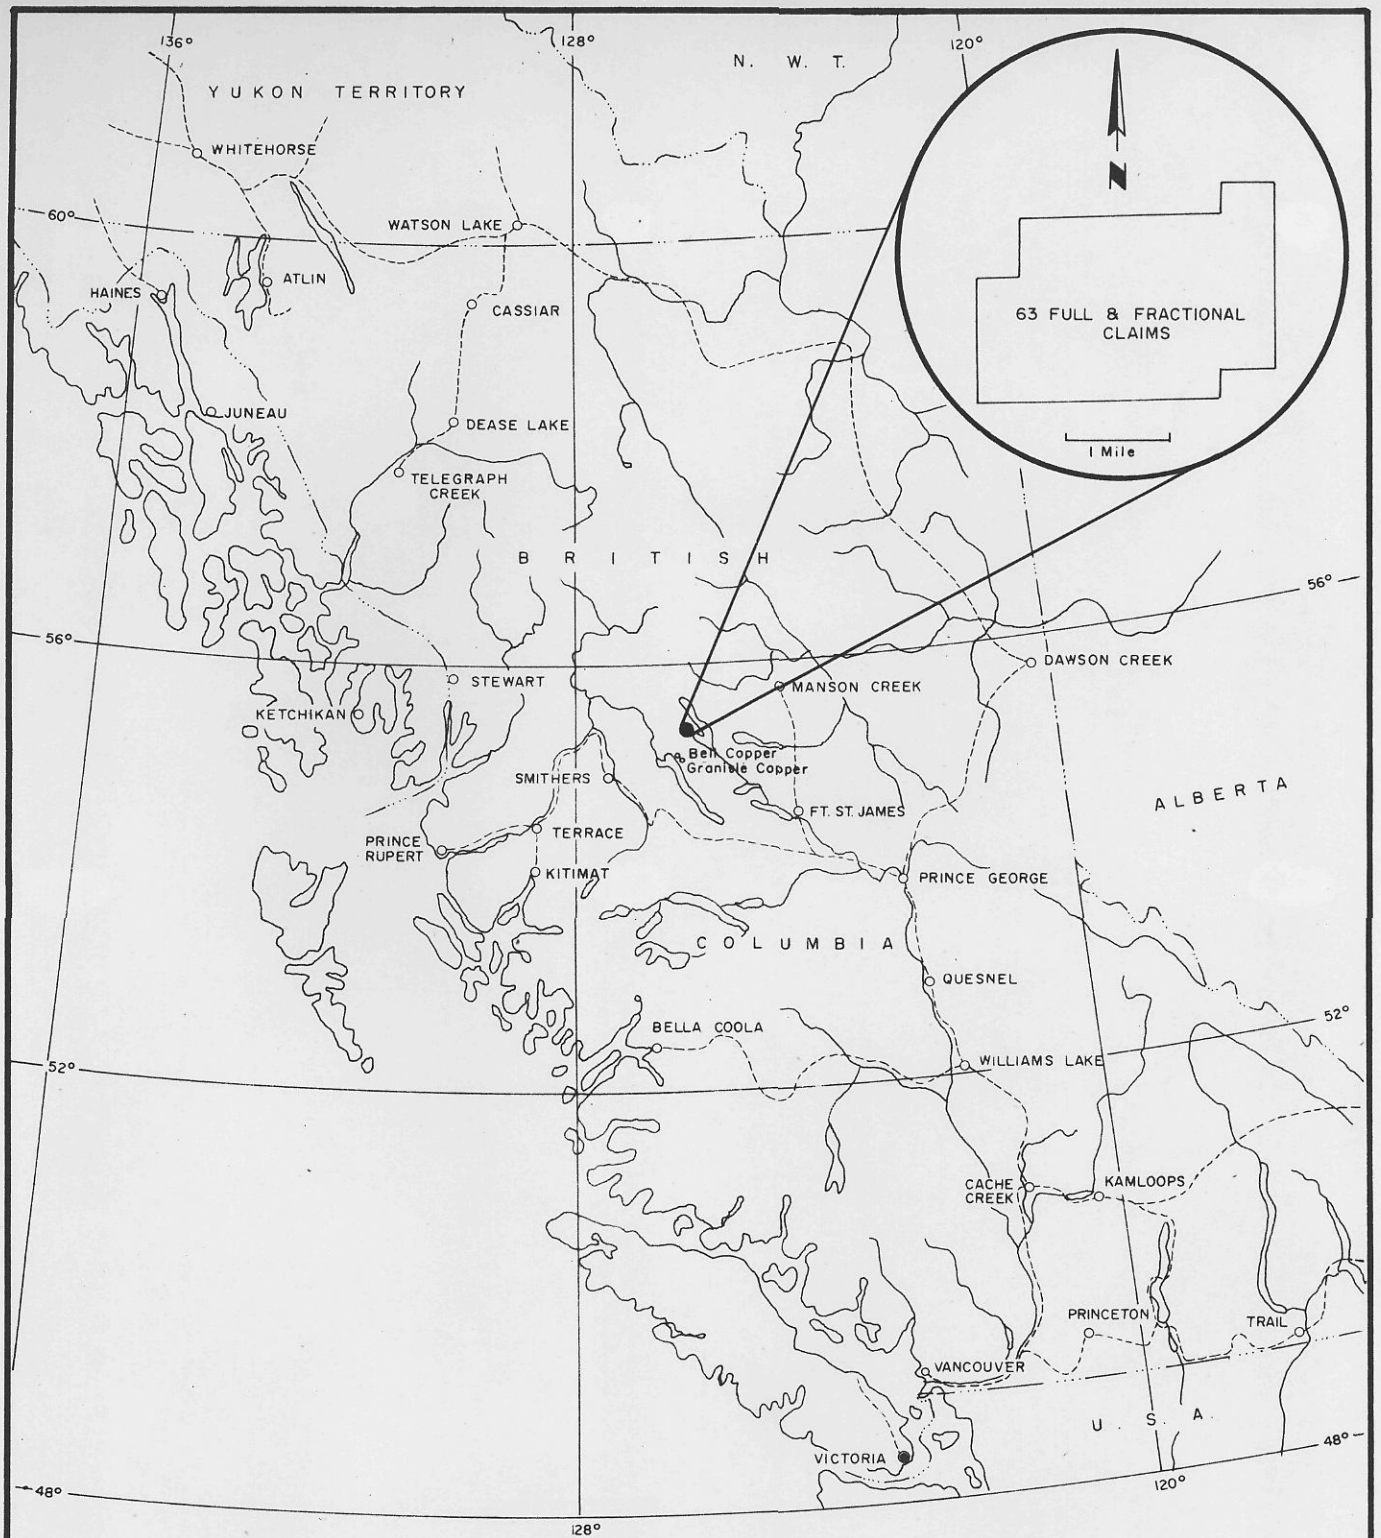 136°
128°
120°
N. W. T.
YUKON TERRITORY
WHITEHORSE
N
60°
WATSON LAKE
ATLIN
HAINES
CASSIAR
63 FULL & FRACTIONAL
CLAIMS
JUNEAU
DEASE LAKE
1 Mile
TELEGRAPH
CREEK
BRITISH
56°
56°
DAWSON CREEK
STEWART
MANSON CREEK
KETCHIKAN
Bell Copper
Granisle Copper
SMITHERS
ALBERTA
FT. ST. JAMES
TERRACE
PRINCE
RUPERT
KITIMAT
PRINCE GEORGE
COLUMBIA
QUESNEL
52°
BELLA COOLA
WILLIAMS LAKE
52°
CACHE
CREEK
KAMLOOPS
PRINCETON
TRAIL
VANCOUVER
U. S. A.
VICTORIA
48°
120°
48°
128°